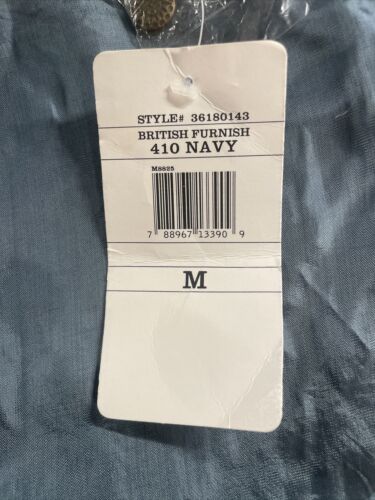 STYLE# 36180143
BRITISH FURNISH
410 NAVY
M8825
7 88967 13390 9
M